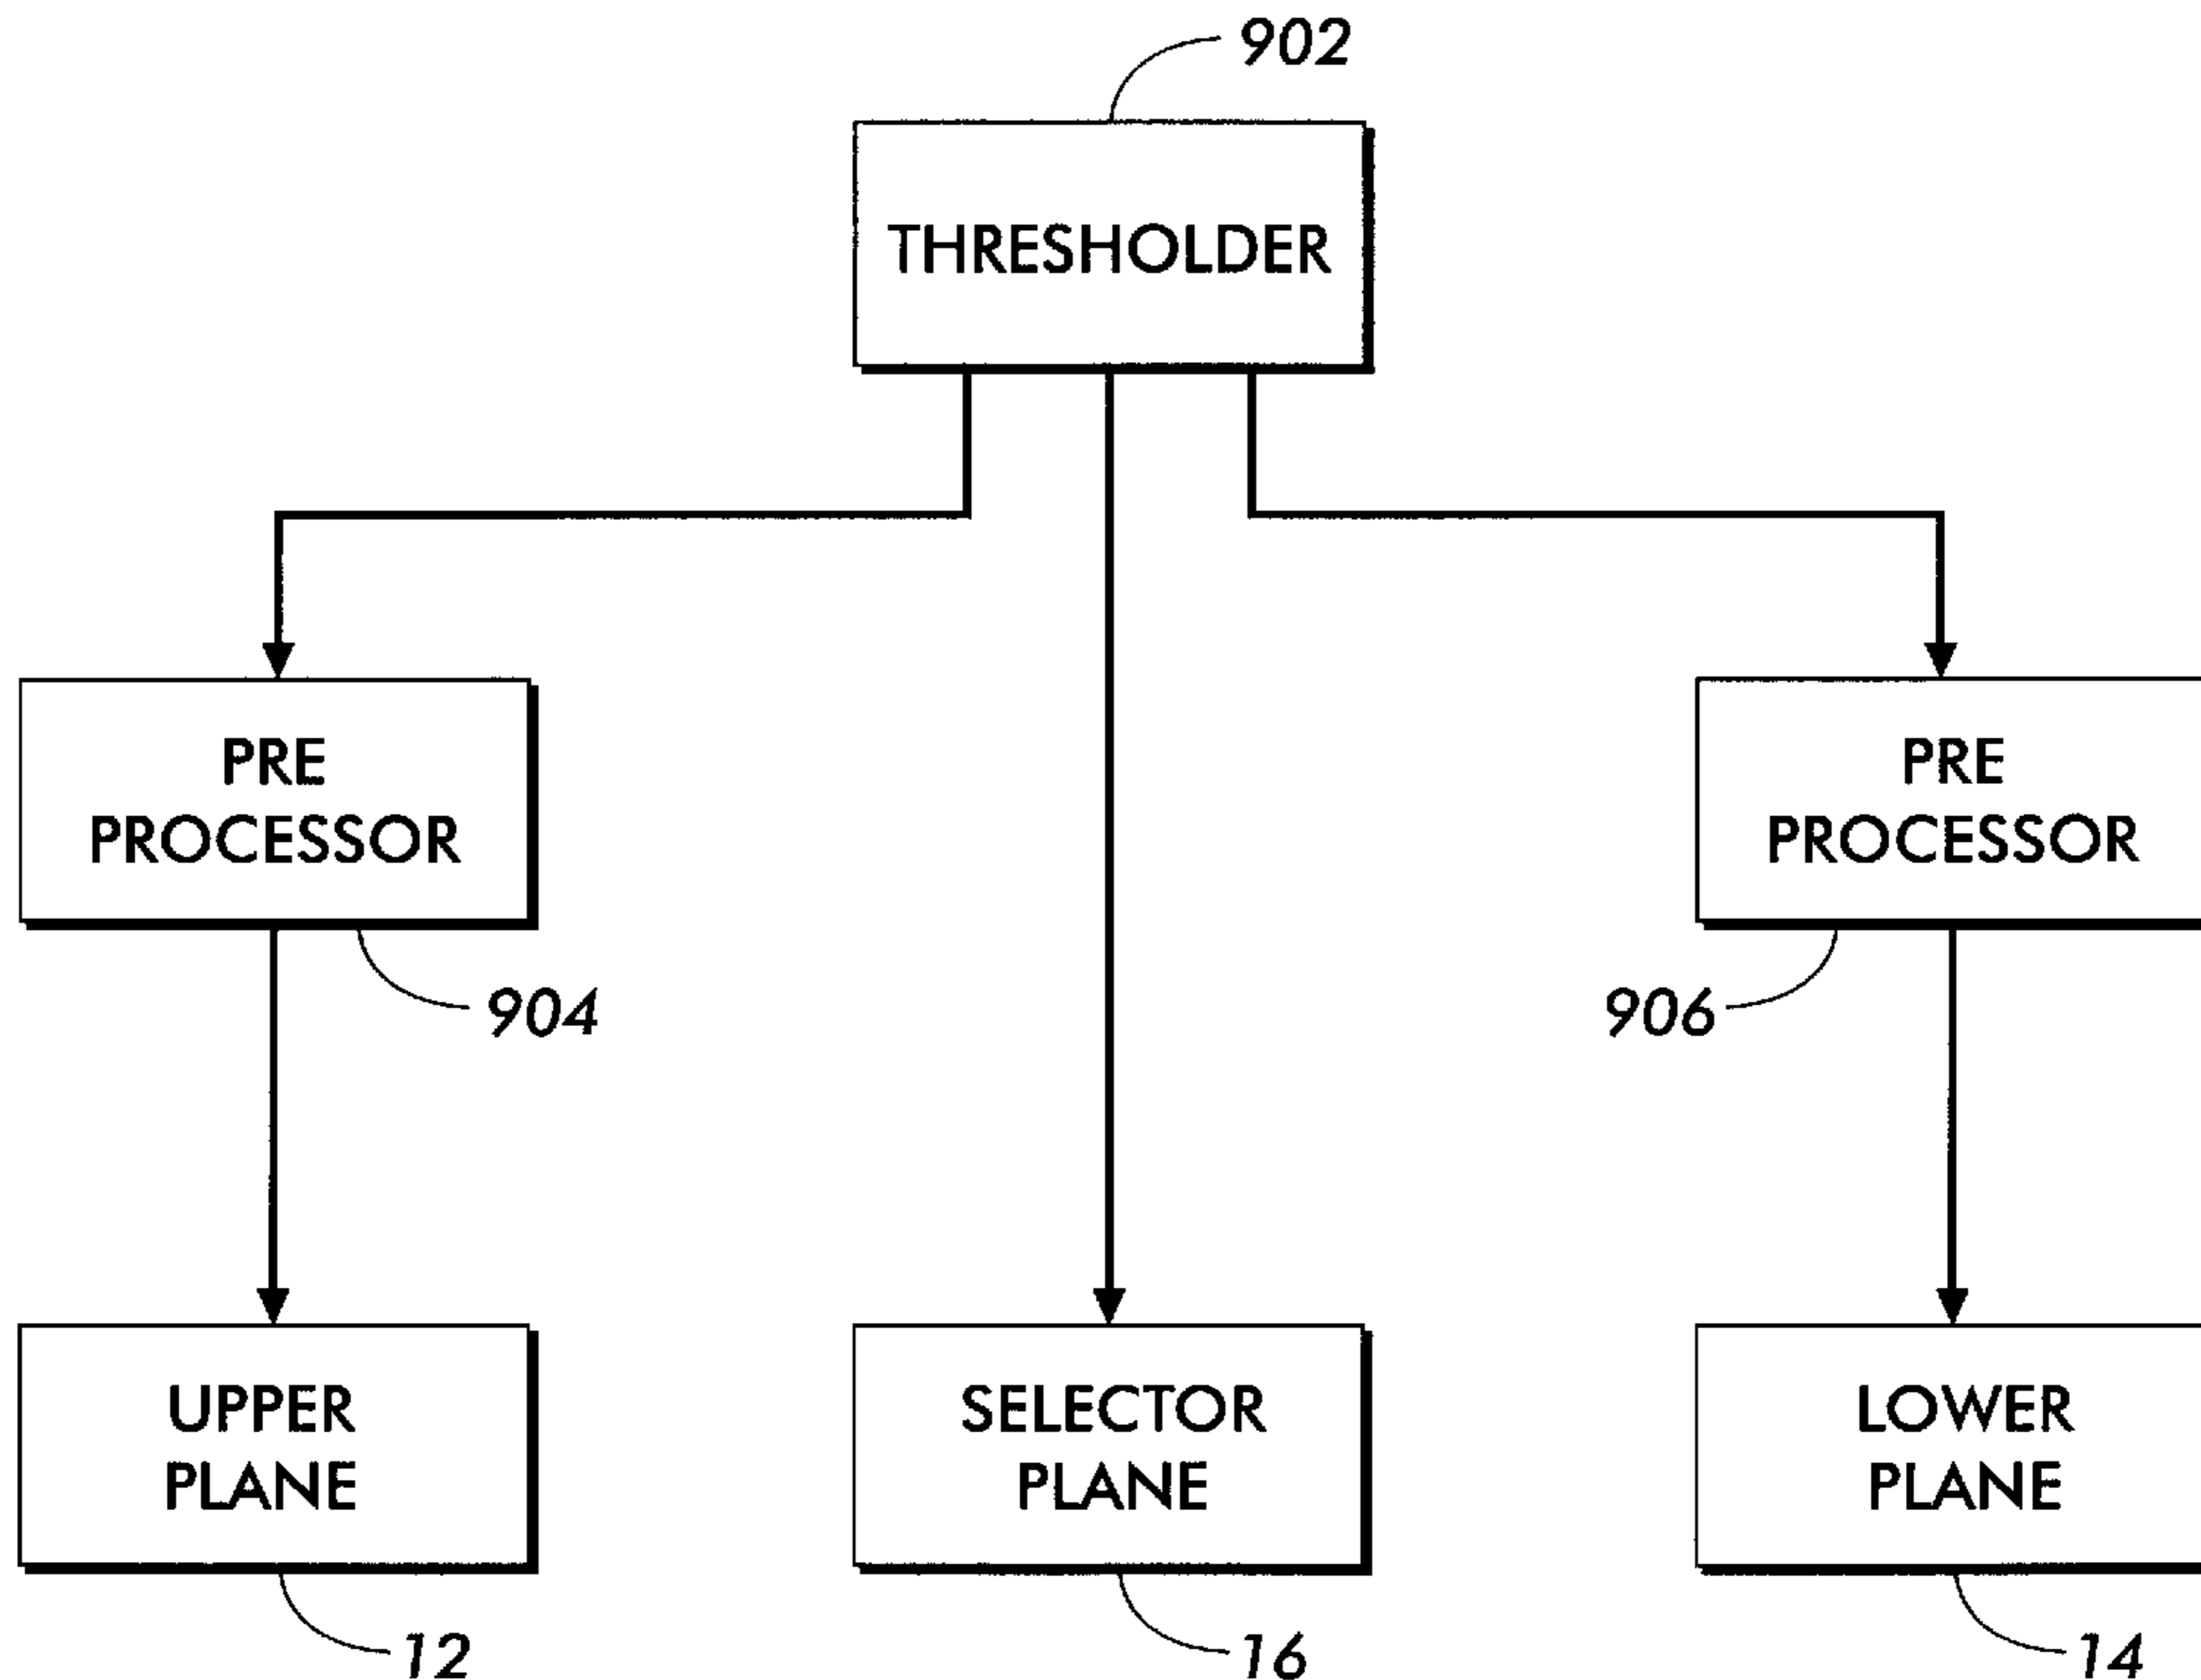 902
THRESHOLDER
PRE
PROCESSOR
904
PRE
PROCESSOR
906
UPPER
PLANE
12
SELECTOR
PLANE
16
LOWER
PLANE
14